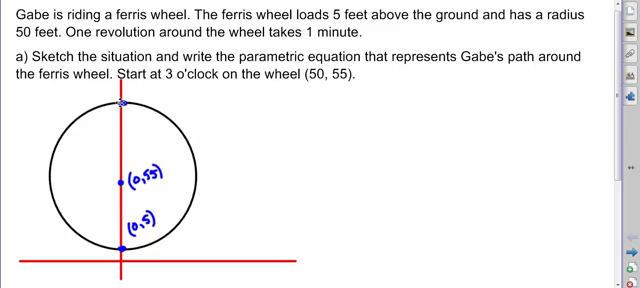 Gabe is riding a ferris wheel. The ferris wheel loads 5 feet above the ground and has a radius
50 feet. One revolution around the wheel takes 1 minute.
a) Sketch the situation and write the parametric equation that represents Gabe's path around
the ferris wheel. Start at 3 o'clock on the wheel (50, 55).
(0,55)
(0,5)